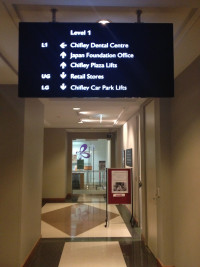 Level 1
L1 Chifley Dental Centre
Japan Foundation Office
Chifley Plaza Lifts
UG Retail Stores
LG Chifley Car Park Lifts